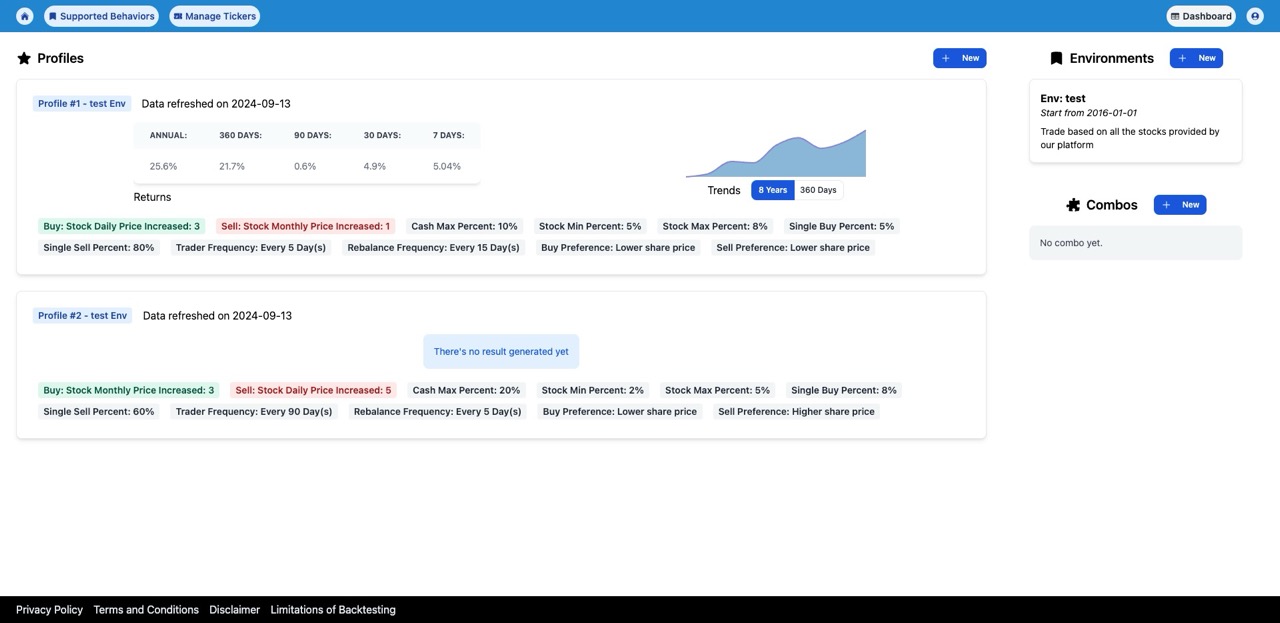 Supported Behaviors Manage Tickers Dashboard
Profiles New
Profile #1 - test Env Data refreshed on 2024-09-13
ANNUAL: 360 DAYS: 90 DAYS: 30 DAYS: 7 DAYS:
25.6% 21.7% 0.6% 4.9% 5.04%
Returns
Trends 8 Years 360 Days
Buy: Stock Daily Price Increased: 3 Sell: Stock Monthly Price Increased: 1 Cash Max Percent: 10% Stock Min Percent: 5% Stock Max Percent: 8% Single Buy Percent: 5%
Single Sell Percent: 80% Trader Frequency: Every 5 Day(s) Rebalance Frequency: Every 15 Day(s) Buy Preference: Lower share price Sell Preference: Lower share price
Profile #2 - test Env Data refreshed on 2024-09-13
There's no result generated yet
Buy: Stock Monthly Price Increased: 3 Sell: Stock Daily Price Increased: 5 Cash Max Percent: 20% Stock Min Percent: 2% Stock Max Percent: 5% Single Buy Percent: 8%
Single Sell Percent: 60% Trader Frequency: Every 90 Day(s) Rebalance Frequency: Every 5 Day(s) Buy Preference: Lower share price Sell Preference: Higher share price
Environments New
Env: test
Start from 2016-01-01
Trade based on all the stocks provided by
our platform
Combos New
No combo yet.
Privacy Policy Terms and Conditions Disclaimer Limitations of Backtesting